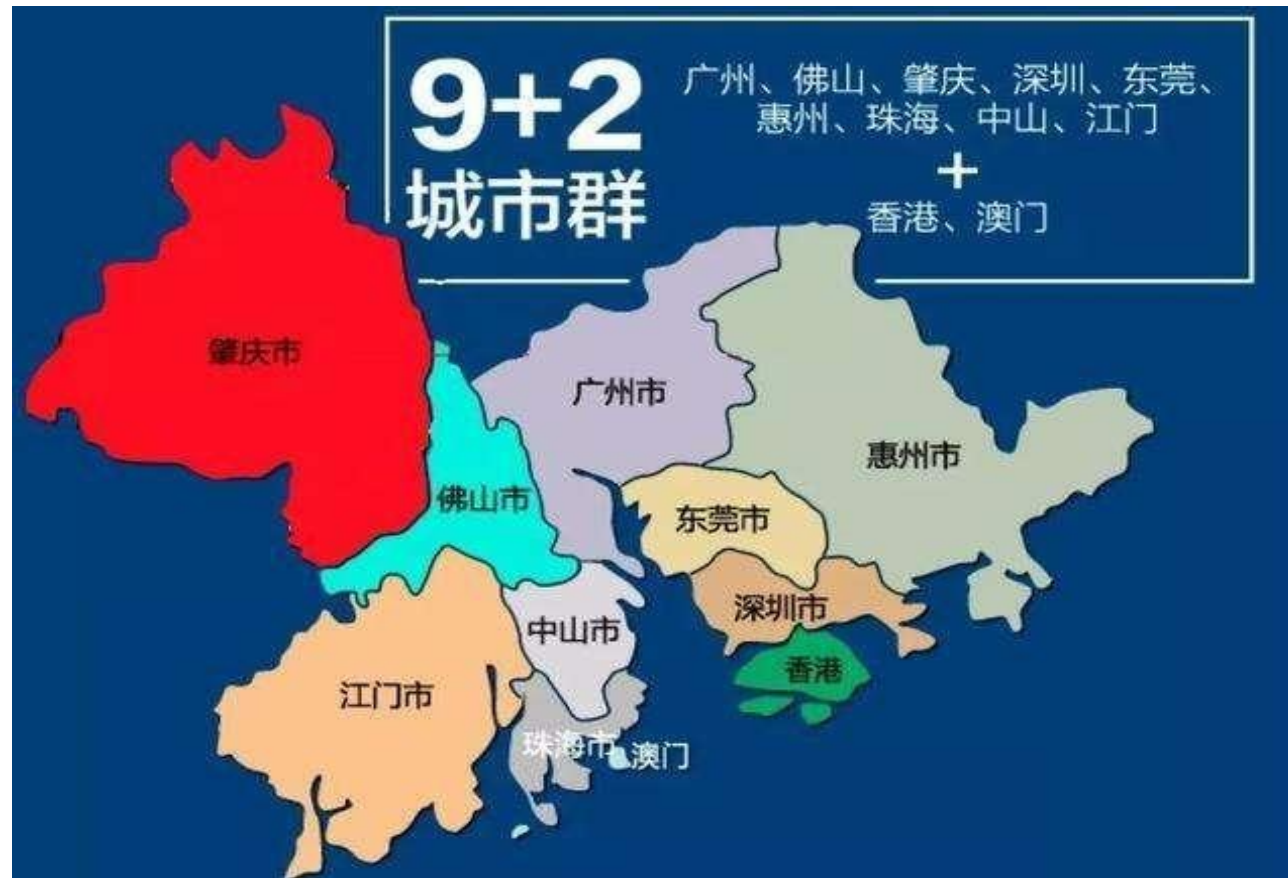 9+2
城市群
广州、佛山、肇庆、深圳、东莞、
惠州、珠海、中山、江门
+
香港、澳门
肇庆市
广州市
惠州市
佛山市
东莞市
深圳市
中山市
香港
江门市
珠海市
澳门